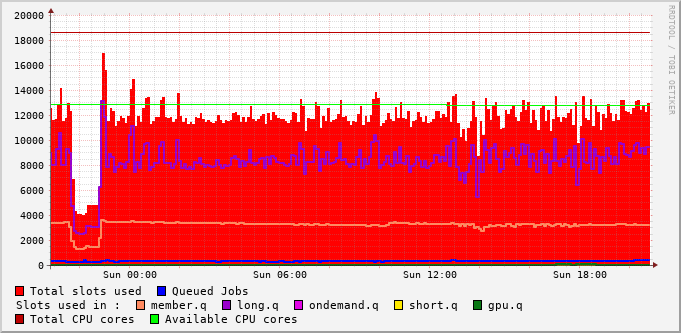 20000
18000
16000
14000
12000
10000
8000
6000
4000
2000
0
Sun 00:00 Sun 06:00 Sun 12:00 Sun 18:00
RRDTOOL / TOBI OETIKER
Total slots used Queued Jobs
Slots used in : member.q long.q ondemand.q short.q gpu.q
Total CPU cores Available CPU cores